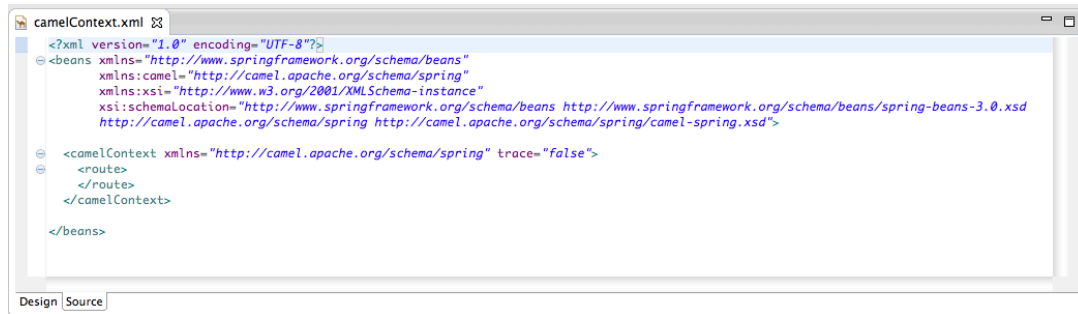 camelContext.xml
<?xml version="1.0" encoding="UTF-8"?>
<beans xmlns="http://www.springframework.org/schema/beans"
xmlns:camel="http://camel.apache.org/schema/spring"
xmlns:xsi="http://www.w3.org/2001/XMLSchema-instance"
xsi:schemaLocation="http://www.springframework.org/schema/beans http://www.springframework.org/schema/beans/spring-beans-3.0.xsd
http://camel.apache.org/schema/spring http://camel.apache.org/schema/spring/camel-spring.xsd">
<camelContext xmlns="http://camel.apache.org/schema/spring" trace="false">
<route>
</route>
</camelContext>
</beans>
Design Source